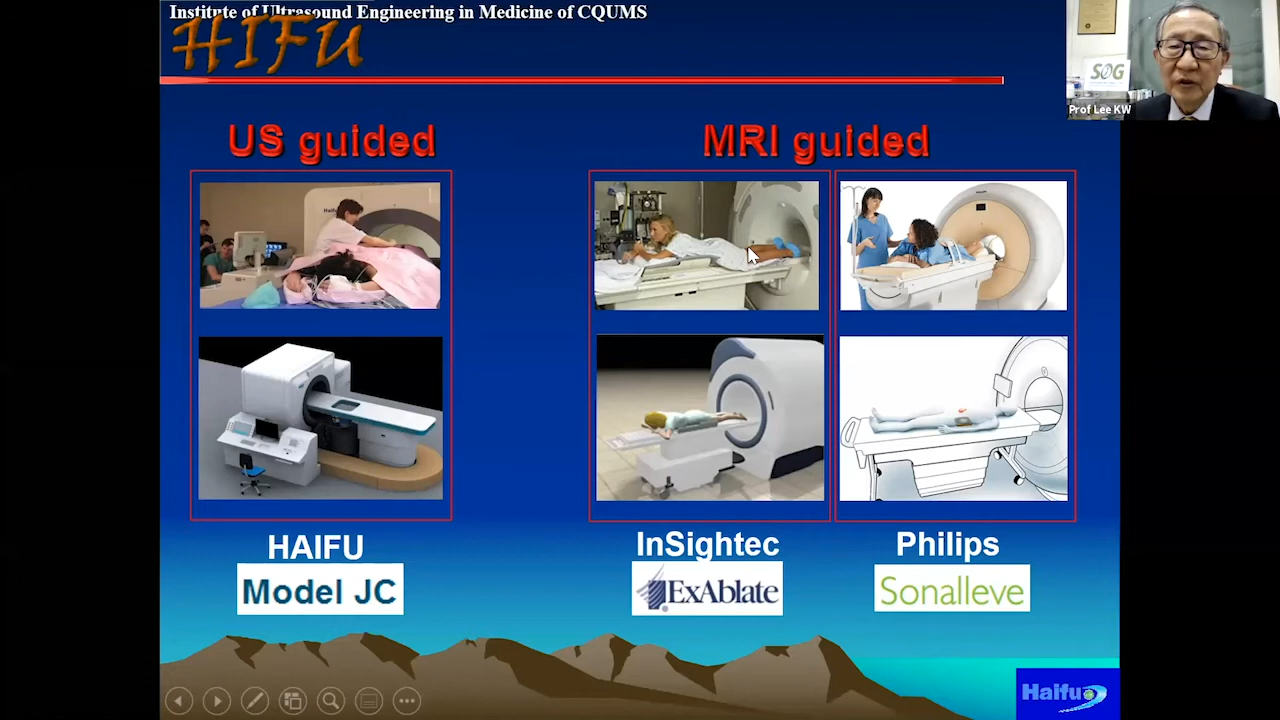 Institute of Ultrasound Engineering in Medicine of CQUMS
HIFU
SOG
Prof Lee KW
US guided
MRI guided
Haifu
HAIFU
InSightec
Philips
Model JC
ExAblate
Sonalleve
Haifu